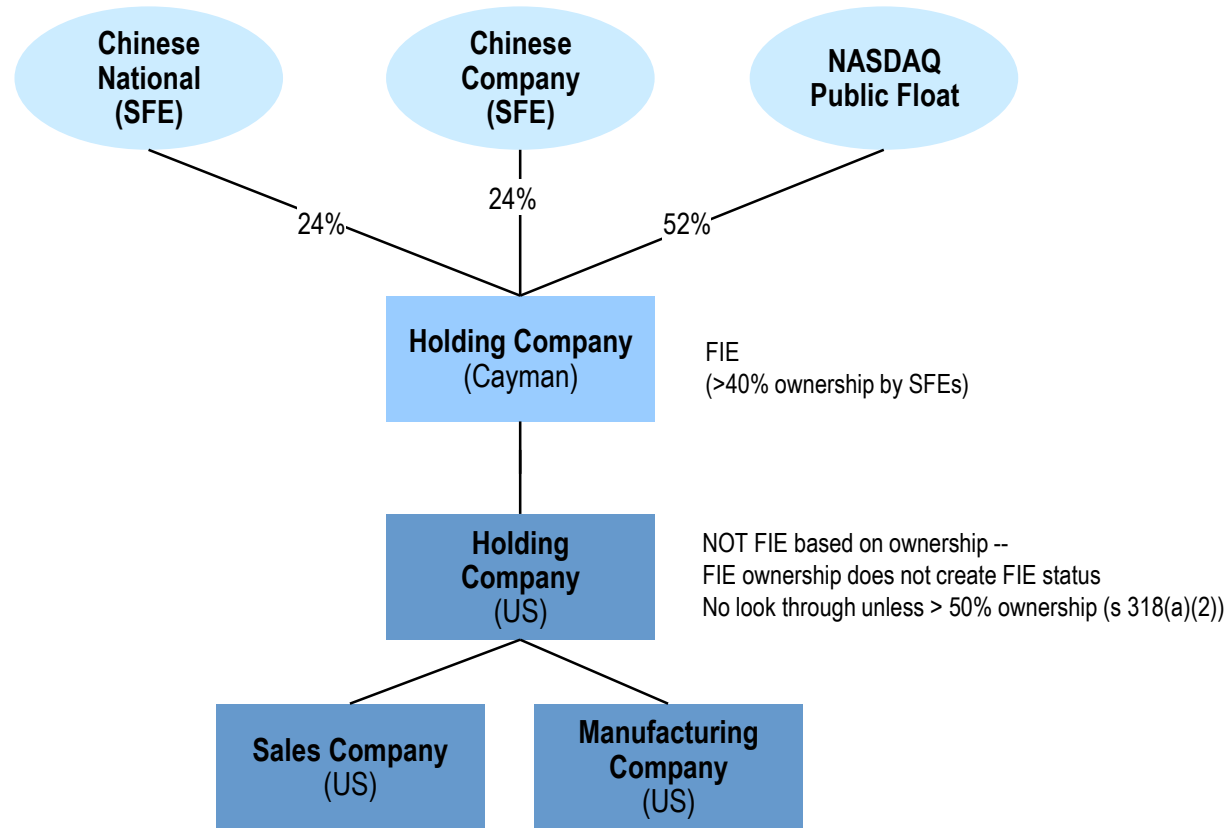 Chinese
National
(SFE)
Chinese
Company
(SFE)
NASDAQ
Public Float
24%
24%
52%
Holding Company
(Cayman)
FIE
(>40% ownership by SFEs)
Holding
Company
(US)
NOT FIE based on ownership --
FIE ownership does not create FIE status
No look through unless > 50% ownership (s 318(a)(2))
Sales Company
(US)
Manufacturing
Company
(US)